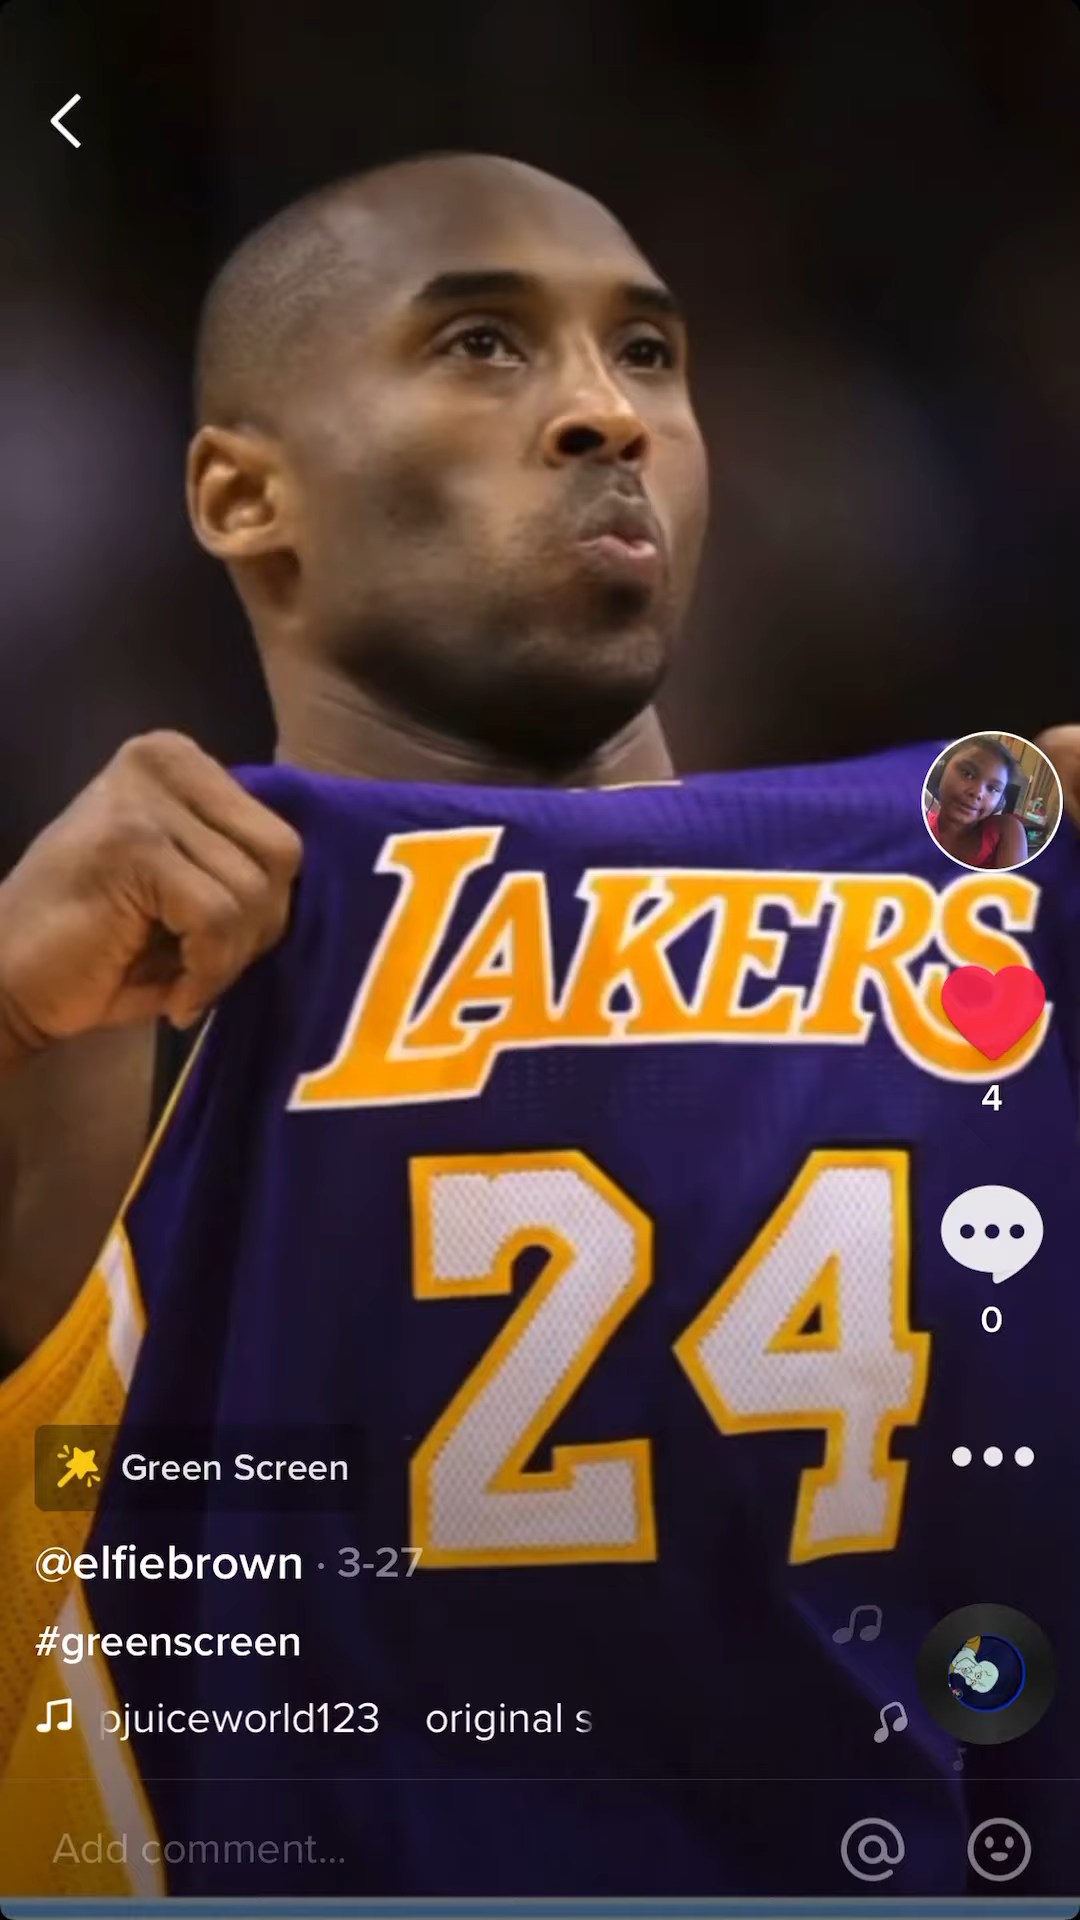 LAKERS
24
4
0
Green Screen
@elfiebrown · 3-27
#greenscreen
pjuiceworld123 original s
Add comment...